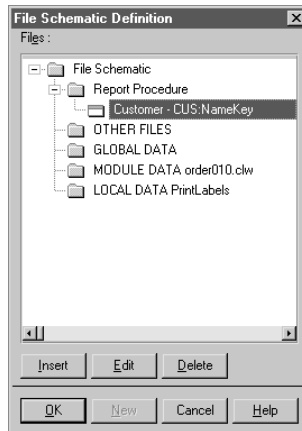 File Schematic Definition
Files :
File Schematic
Report Procedure
Customer - CUS:NameKey
OTHER FILES
GLOBAL DATA
MODULE DATA order010.clw
LOCAL DATA PrintLabels
Insert Edit Delete
OK New Cancel Help